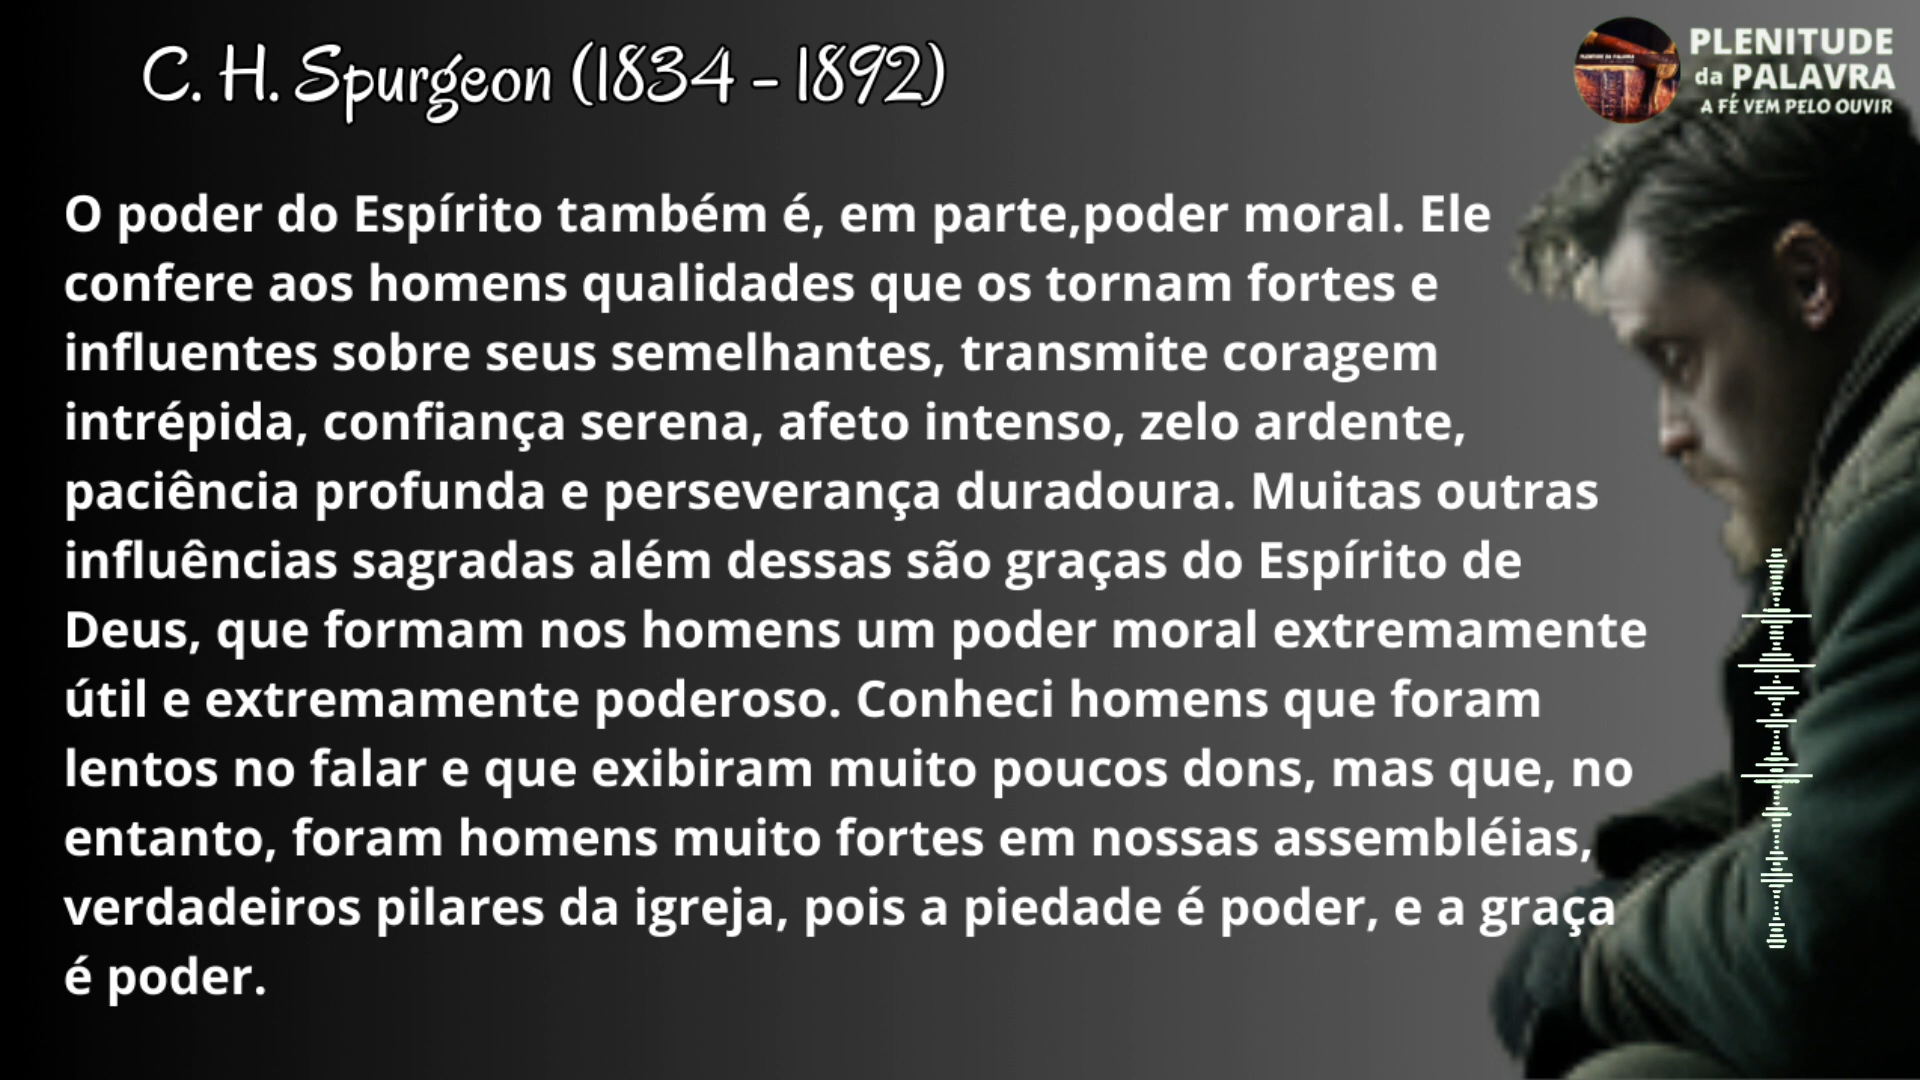 C. H. Spurgeon (1834 - 1892)
PLENITUDE
da PALAVRA
A FÉ VEM PELO OUVIR
O poder do Espírito também é, em parte,poder moral. Ele
confere aos homens qualidades que os tornam fortes e
influentes sobre seus semelhantes, transmite coragem
intrépida, confiança serena, afeto intenso, zelo ardente,
paciência profunda e perseverança duradoura. Muitas outras
influências sagradas além dessas são graças do Espírito de
Deus, que formam nos homens um poder moral extremamente
útil e extremamente poderoso. Conheci homens que foram
lentos no falar e que exibiram muito poucos dons, mas que, no
entanto, foram homens muito fortes em nossas assembléias,
verdadeiros pilares da igreja, pois a piedade é poder, e a graça
é poder.